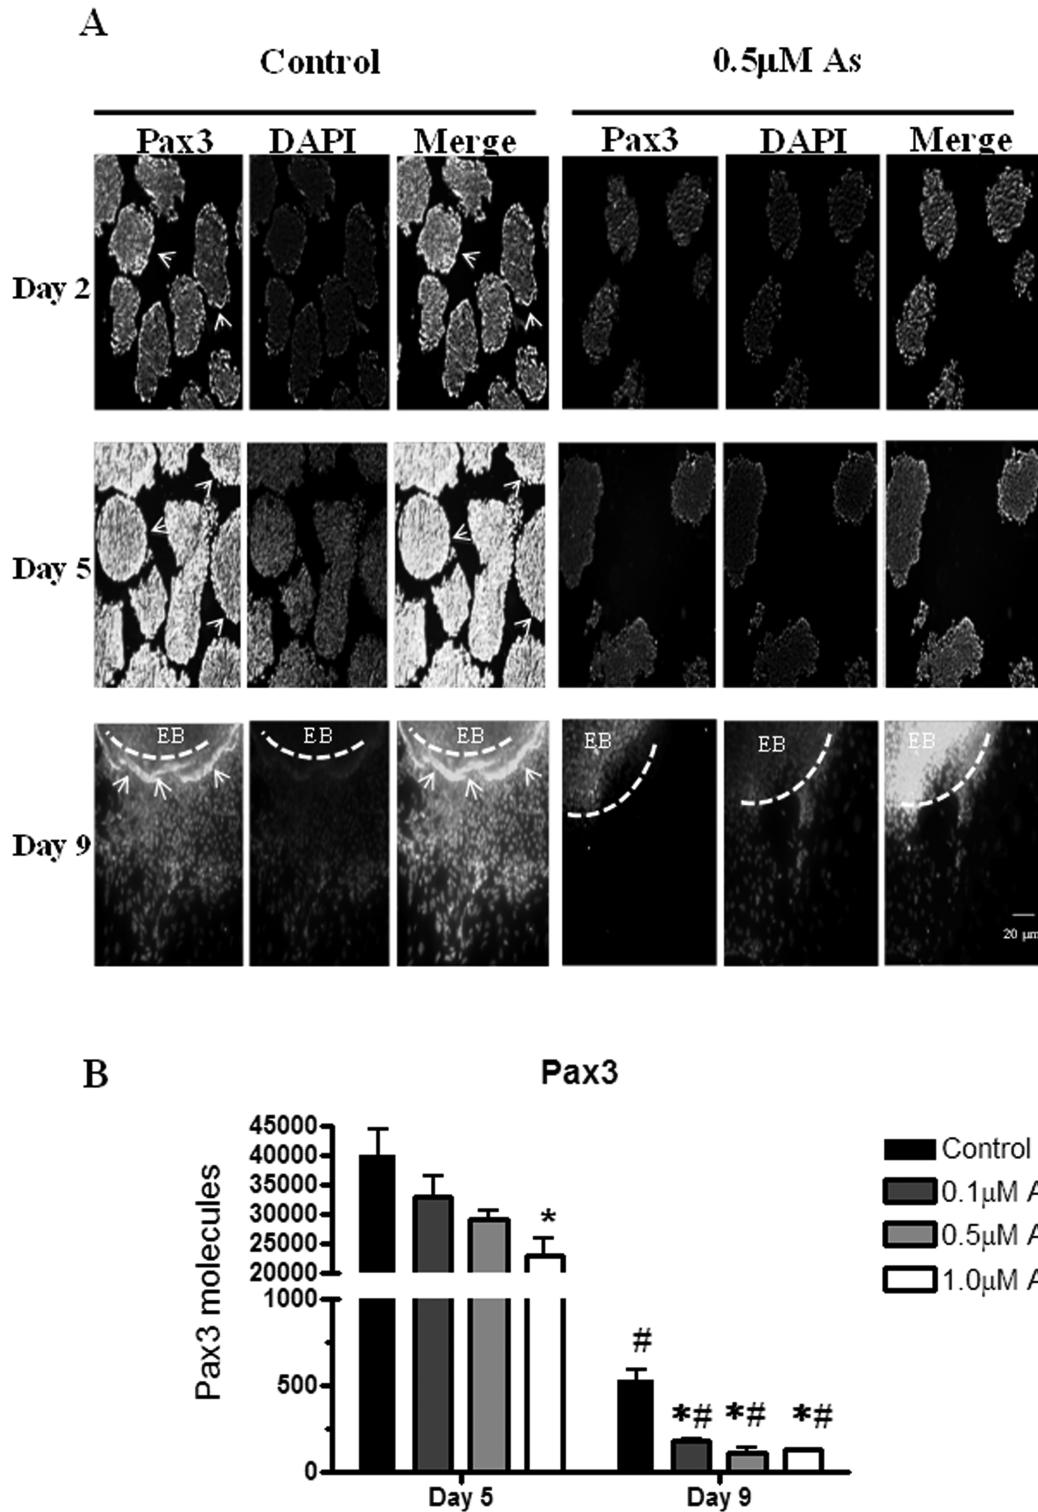 A
Control 0.5μM As
Pax3 DAPI Merge Pax3 DAPI Merge
Day 2
Day 5
Day 9
EB EB EB EB EB EB
20 μm
B
Pax3
Pax3 molecules
45000
40000
35000
30000
25000
20000
1000
500
0
*
#
*# *# *#
Day 5 Day 9
Control
0.1μM A
0.5μM A
1.0μM A